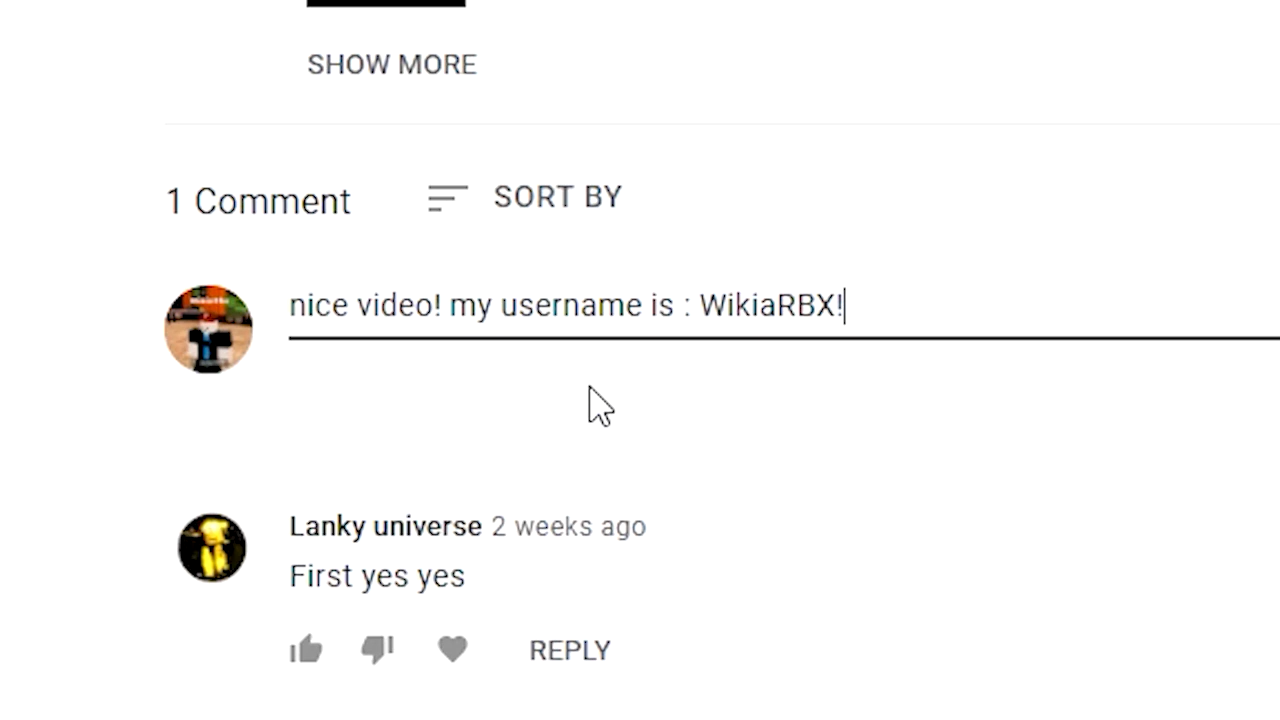 SHOW MORE
1 Comment
SORT BY
nice video! my username is : WikiaRBX!
Lanky universe 2 weeks ago
First yes yes
REPLY